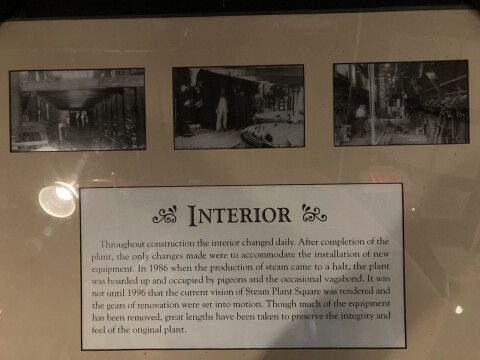 INTERIOR
Throughout construction the interior changed daily. After completion of the
plant, the only changes made were to accommodate the installation of new
equipment. In 1986 when the production of steam came to a halt, the plant
was boarded up and occupied by pigeons and the occasional vagabond. It was
not until 1996 that the current vision of Steam Plant Square was rendered and
the gears of renovation were set into motion. Though much of the equipment
has been removed, great lengths have been taken to preserve the integrity and
feel of the original plant.